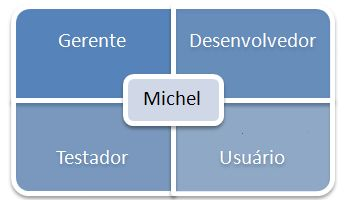 Gerente
Desenvolvedor
Michel
Testador
Usuário